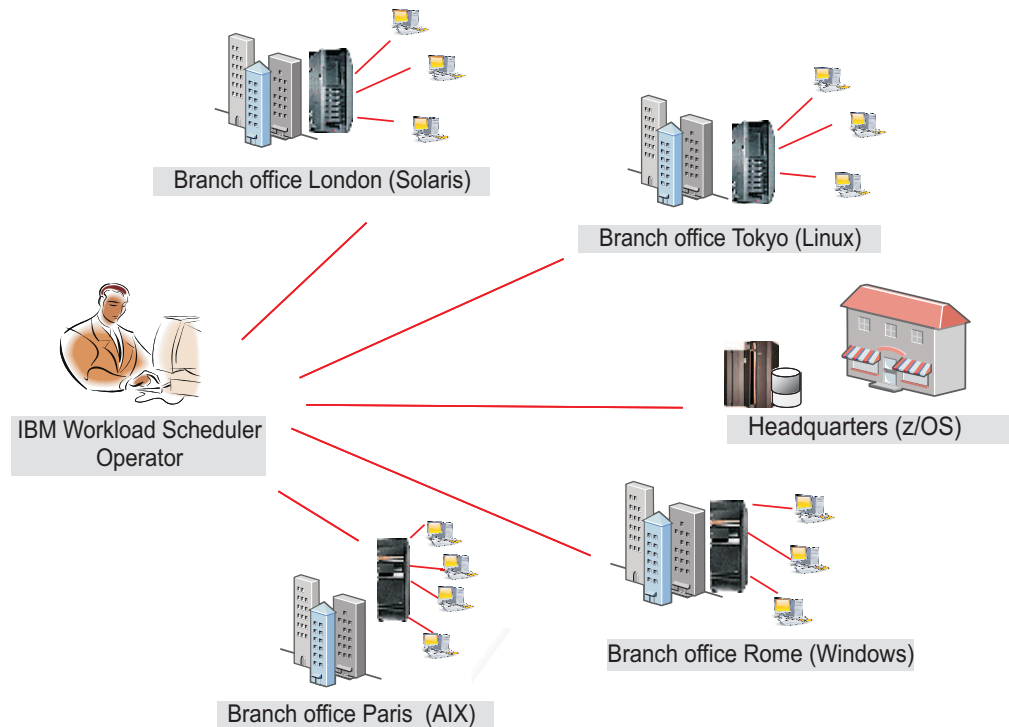 Branch office London (Solaris)
Branch office Tokyo (Linux)
IBM Workload Scheduler
Operator
Headquarters (z/OS)
Branch office Rome (Windows)
Branch office Paris (AIX)